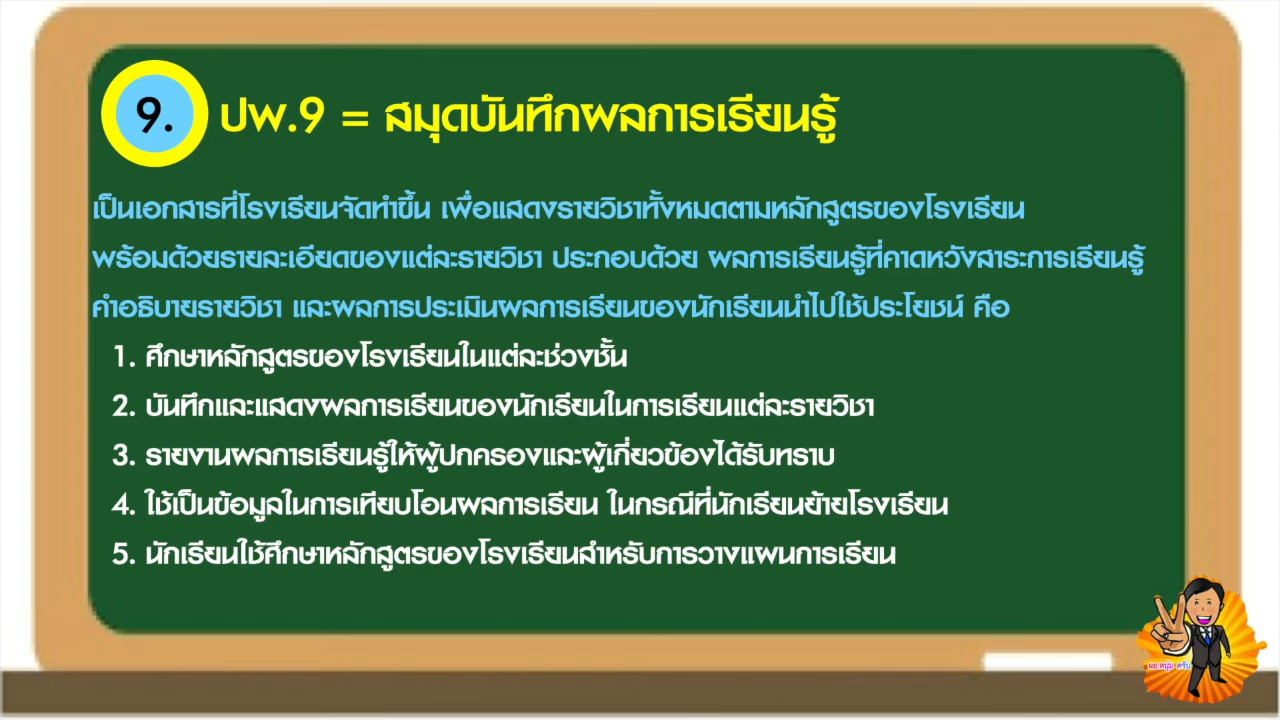 9. ปพ.9 = สมุดบันทึกผลการเรียนรู้
เป็นเอกสารที่โรงเรียนจัดทำขึ้น เพื่อแสดงรายวิชาทั้งหมดตามหลักสูตรของโรงเรียน
พร้อมด้วยรายละเอียดของแต่ละรายวิชา ประกอบด้วย ผลการเรียนรู้ที่คาดหวังสาระการเรียนรู้
คำอธิบายรายวิชา และผลการประเมินผลการเรียนของนักเรียนนำไปใช้ประโยชน์ คือ
1. ศึกษาหลักสูตรของโรงเรียนในแต่ละช่วงชั้น
2. บันทึกและแสดงผลการเรียนของนักเรียนในการเรียนแต่ละรายวิชา
3. รายงานผลการเรียนรู้ให้ผู้ปกครองและผู้เกี่ยวข้องได้รับทราบ
4. ใช้เป็นข้อมูลในการเทียบโอนผลการเรียน ในกรณีที่นักเรียนย้ายโรงเรียน
5. นักเรียนใช้ศึกษาหลักสูตรของโรงเรียนสำหรับการวางแผนการเรียน
ผอ.หนุ่ม ครับ